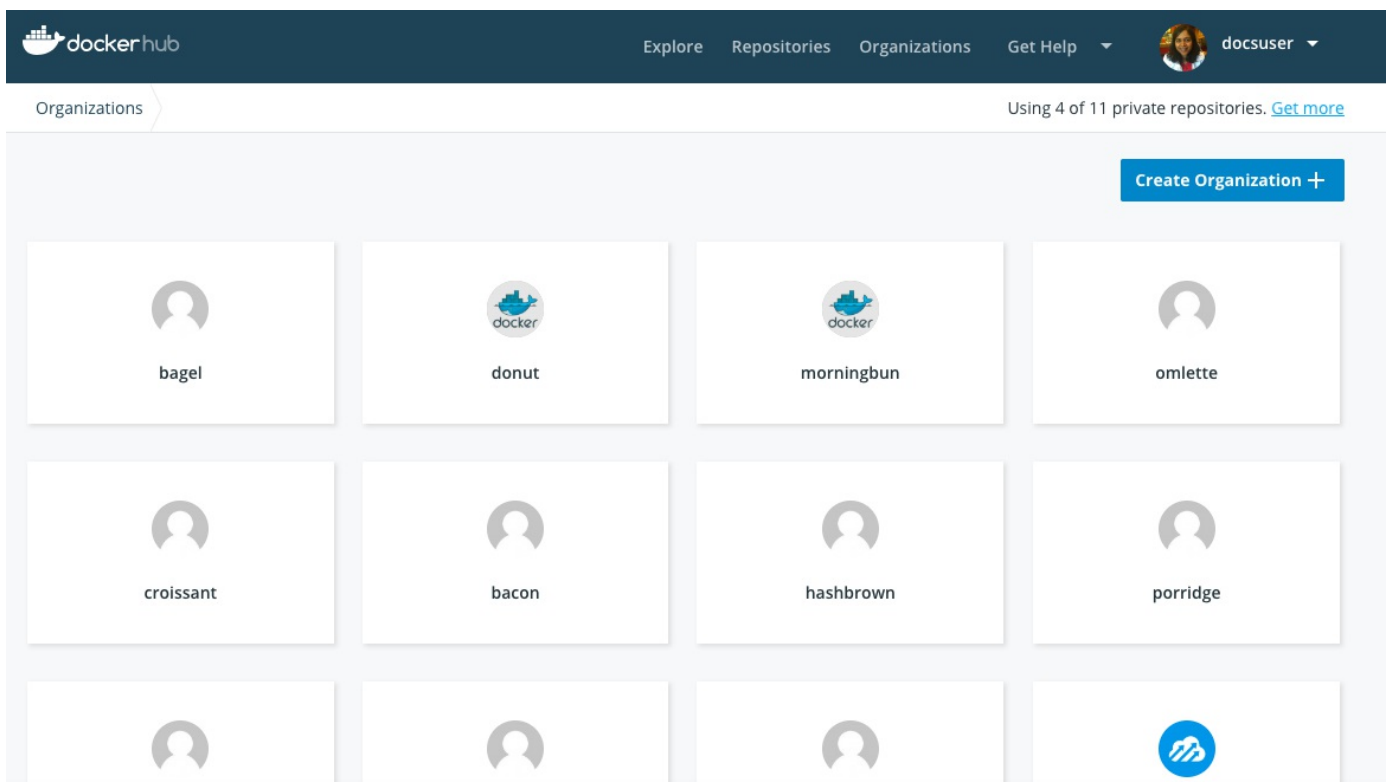 dockerhub
Explore Repositories Organizations Get Help docsuser
Organizations Using 4 of 11 private repositories. Get more
Create Organization +
docker docker
bagel donut morningbun omlette
croissant bacon hashbrown porridge